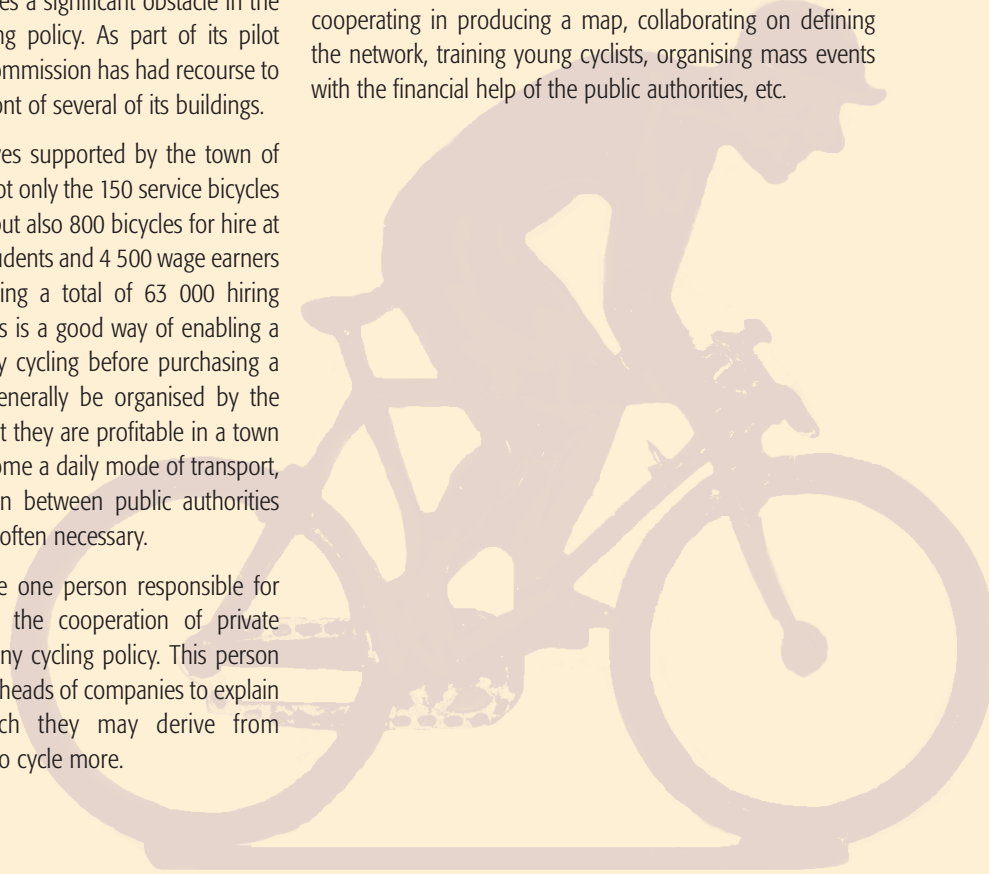 es a significant obstacle in the
ng policy. As part of its pilot
ommission has had recourse to
ont of several of its buildings.
ves supported by the town of
ot only the 150 service bicycles
but also 800 bicycles for hire at
udents and 4 500 wage earners
ing a total of 63 000 hiring
s is a good way of enabling a
y cycling before purchasing a
enerally be organised by the
t they are profitable in a town
ome a daily mode of transport,
n between public authorities
often necessary.
e one person responsible for
the cooperation of private
ny cycling policy. This person
heads of companies to explain
ch they may derive from
o cycle more.
cooperating in producing a map, collaborating on defining
the network, training young cyclists, organising mass events
with the financial help of the public authorities, etc.